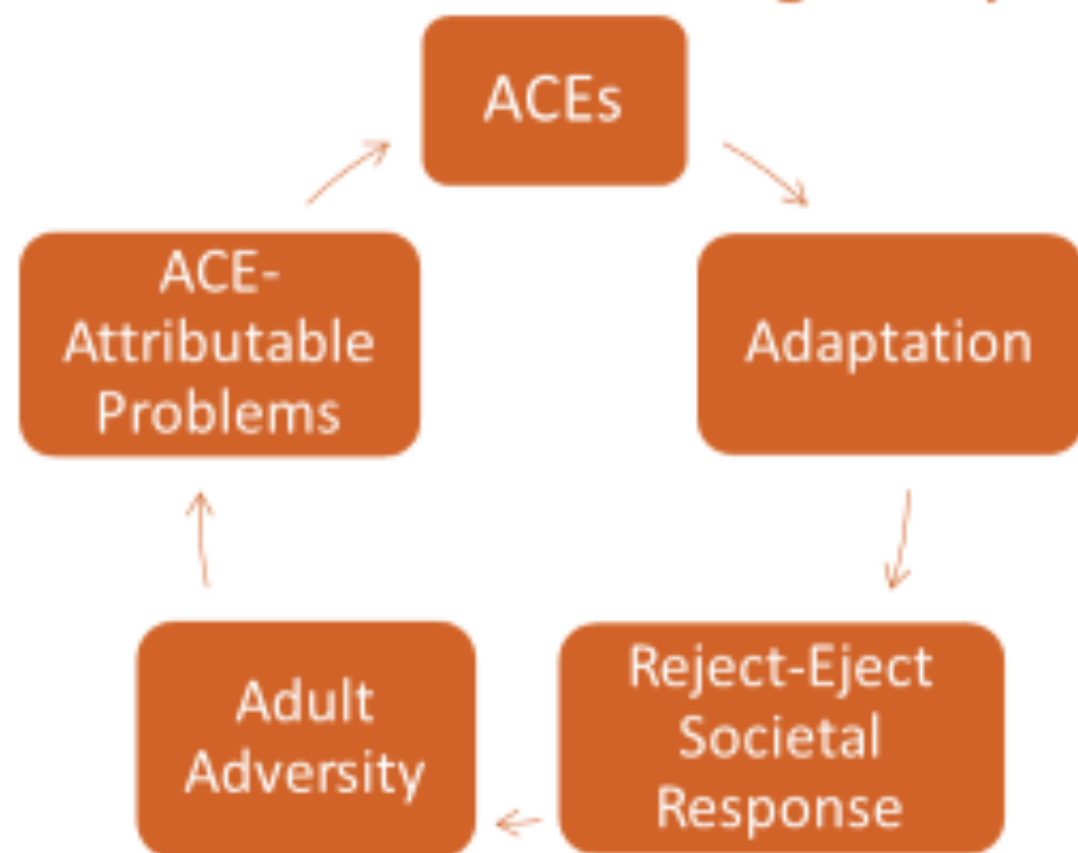 ACEs
Adaptation
Reject-Eject
Societal
Response
Adult
Adversity
ACE-
Attributable
Problems